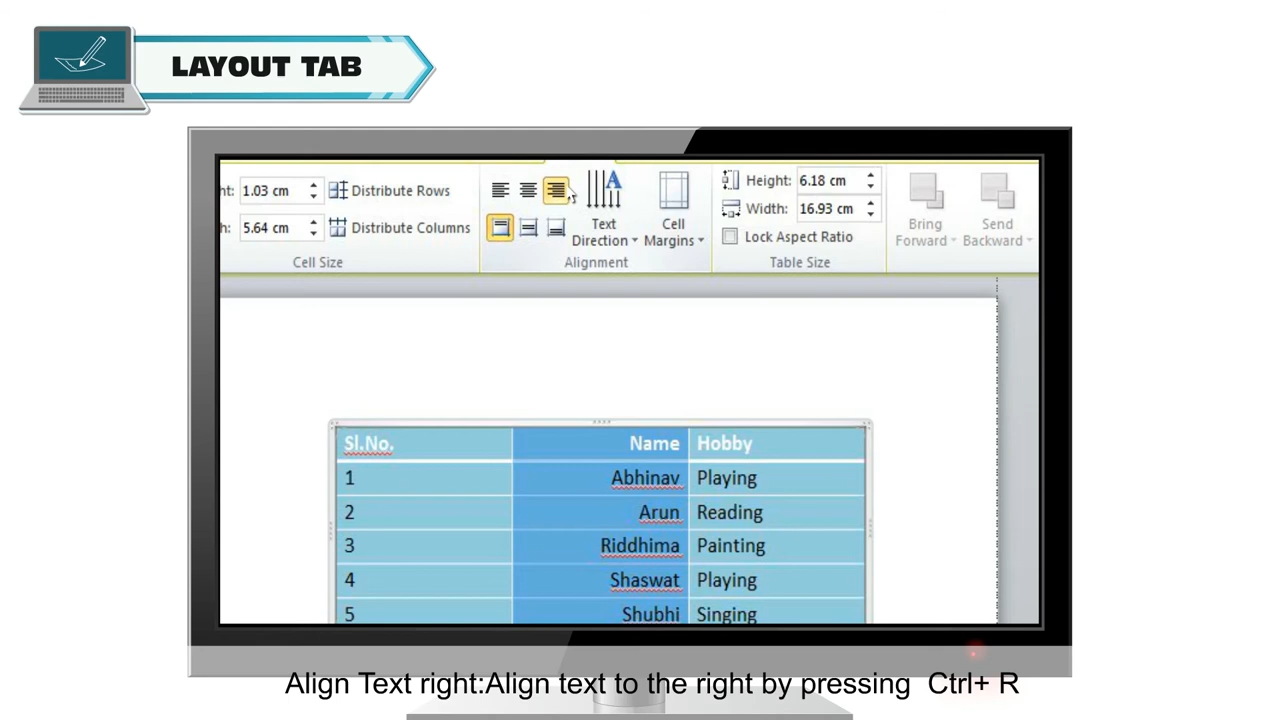 LAYOUT TAB
ht: 1.03 cm Distribute Rows
h: 5.64 cm Distribute Columns
Cell Size
Text Direction
Cell Margins
Alignment
Height: 6.18 cm
Width: 16.93 cm
Lock Aspect Ratio
Table Size
Bring Forward
Send Backward
Sl.No. Name Hobby
1 Abhinav Playing
2 Arun Reading
3 Riddhima Painting
4 Shaswat Playing
5 Shubhi Singing
Align Text right:Align text to the right by pressing Ctrl+ R